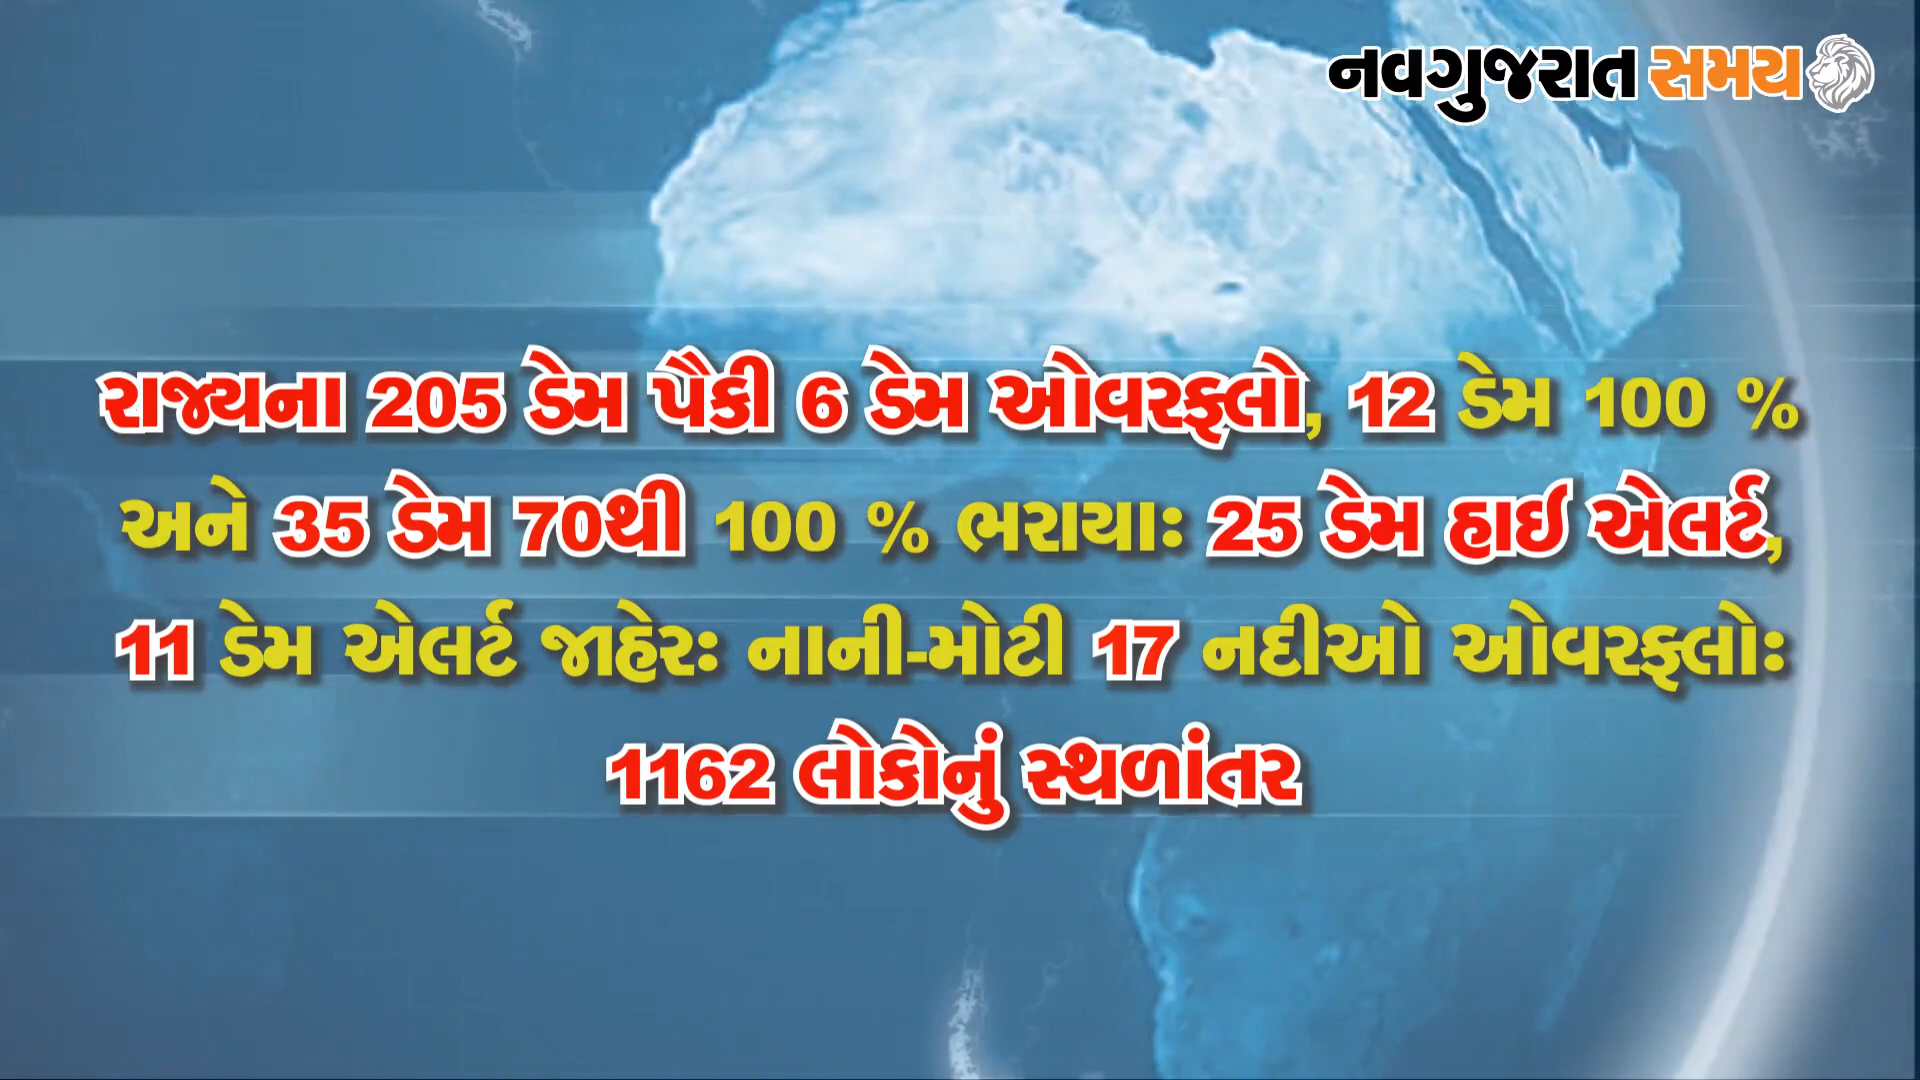 નવગુજરાત સમય
રાજ્યના 205 ડેમ પૈકી 6 ડેમ ઓવરફ્લો, 12 ડેમ 100 %
અને 35 ડેમ 70થી 100 % ભરાયાઃ 25 ડેમ હાઇ એલર્ટ,
11 ડેમ એલર્ટ જાહેરઃ નાની-મોટી 17 નદીઓ ઓવરફ્લોઃ
1162 લોકોનું સ્થળાંતર